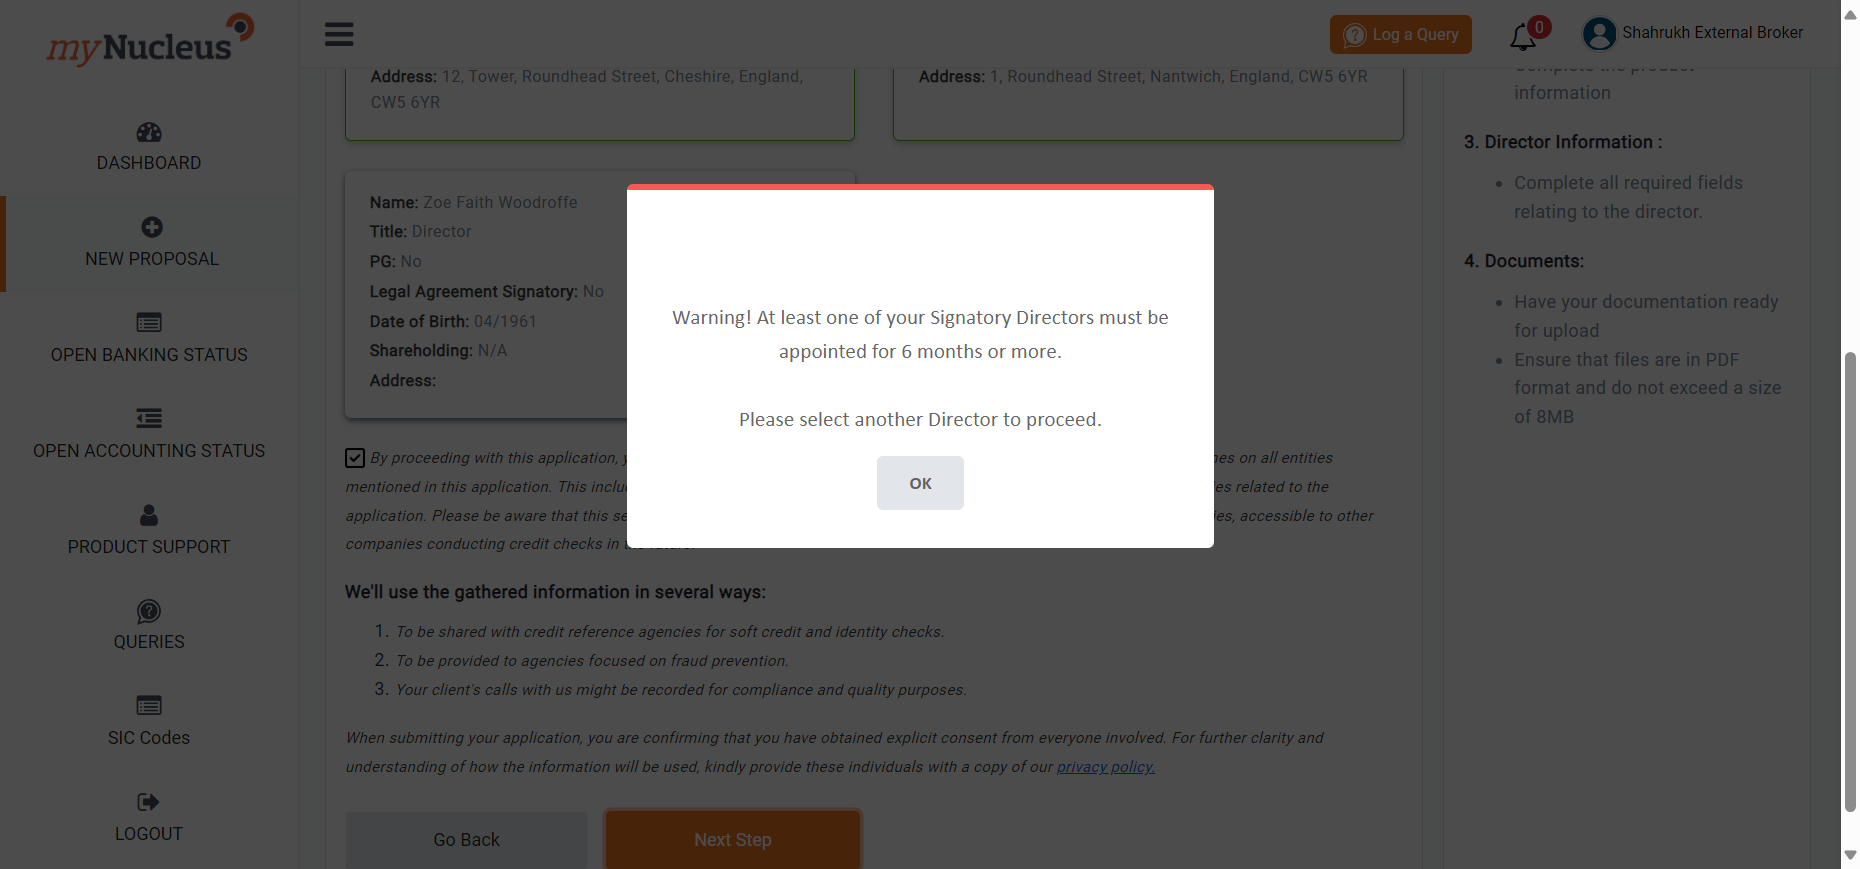 myNucleus
Log a Query
0
Shahrukh External Broker
DASHBOARD
NEW PROPOSAL
OPEN BANKING STATUS
OPEN ACCOUNTING STATUS
PRODUCT SUPPORT
QUERIES
SIC Codes
LOGOUT
Address: 12, Tower, Roundhead Street, Cheshire, England,
CW5 6YR
Address: 1, Roundhead Street, Nantwich, England, CW5 6YR
Name: Zoe Faith Woodroffe
Title: Director
PG: No
Legal Agreement Signatory: No
Date of Birth: 04/1961
Shareholding: N/A
Address:
Warning! At least one of your Signatory Directors must be
appointed for 6 months or more.
Please select another Director to proceed.
OK
By proceeding with this application, on all entities
mentioned in this application. This related to the
application. Please be aware that this accessible to other
companies conducting credit checks in
We'll use the gathered information in several ways:
1. To be shared with credit reference agencies for soft credit and identity checks.
2. To be provided to agencies focused on fraud prevention.
3. Your client's calls with us might be recorded for compliance and quality purposes.
When submitting your application, you are confirming that you have obtained explicit consent from everyone involved. For further clarity and
understanding of how the information will be used, kindly provide these individuals with a copy of our privacy policy.
Go Back
Next Step
Complete the product
information
3. Director Information :
• Complete all required fields
relating to the director.
4. Documents:
• Have your documentation ready
for upload
• Ensure that files are in PDF
format and do not exceed a size
of 8MB